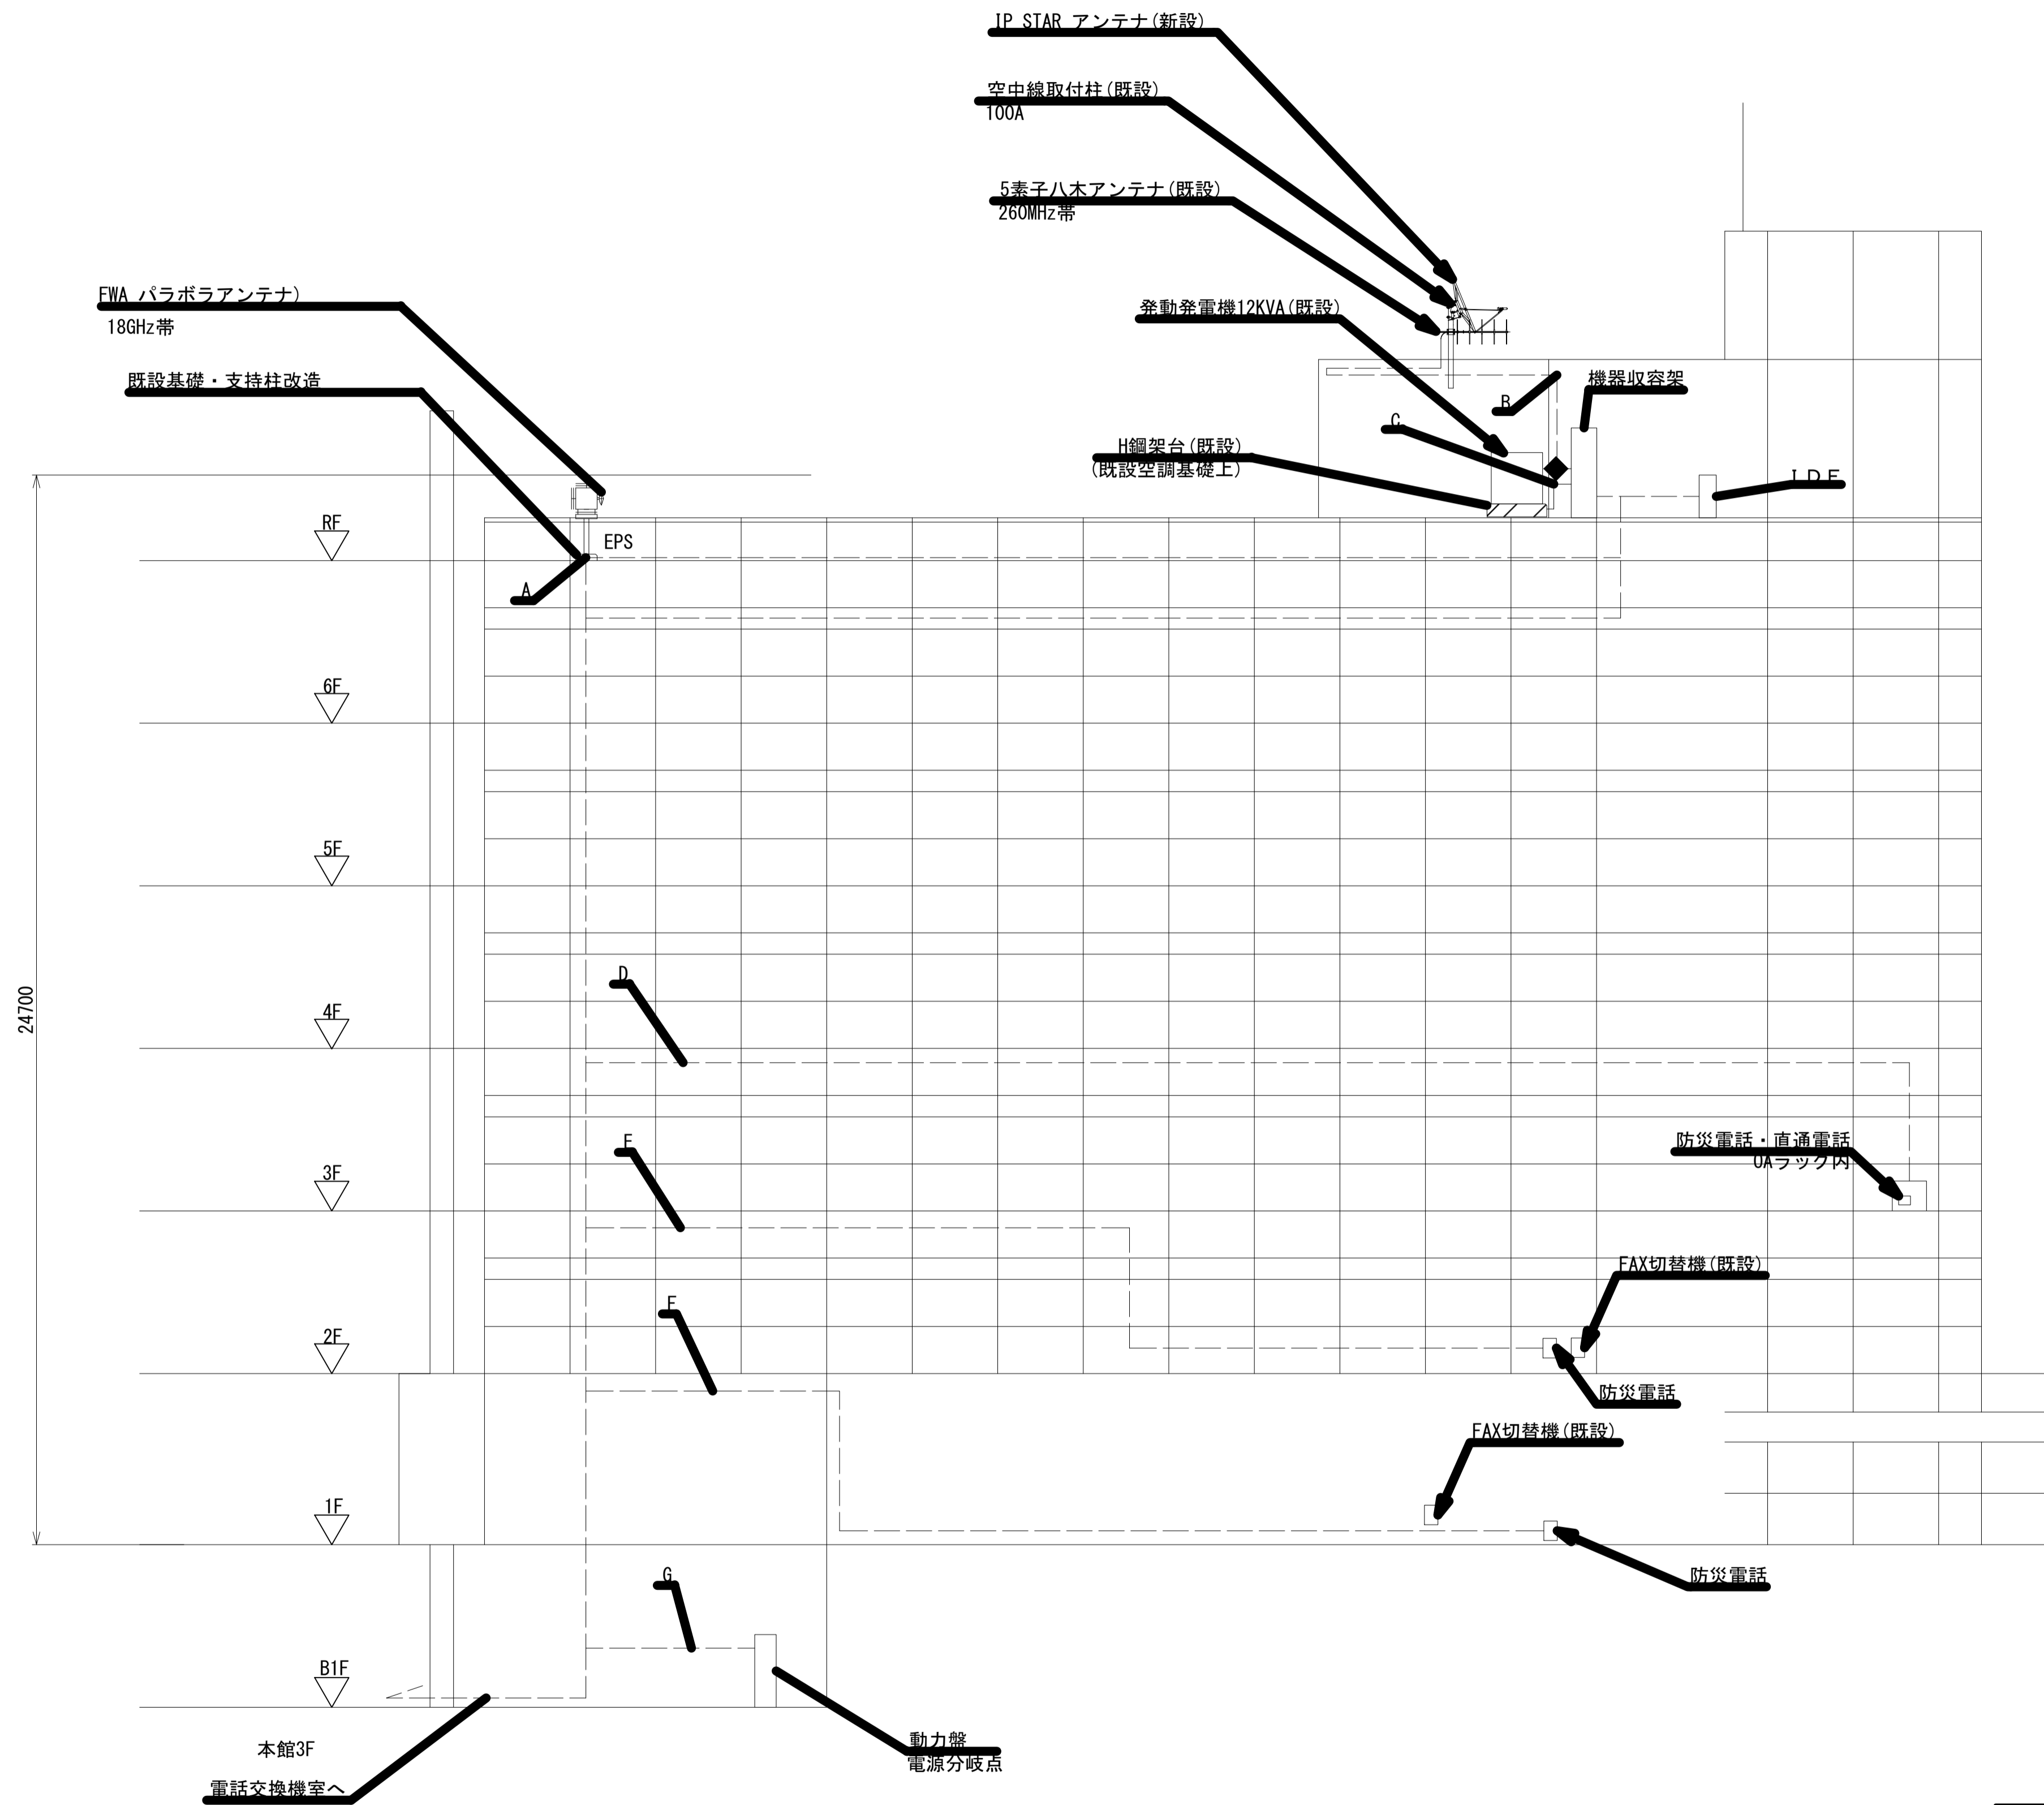 IP STAR アンテナ(新設)
空中線取付柱(既設)
100A
5素子八木アンテナ(既設)
260MHz帯
FWA パラボラアンテナ)
18GHz帯
発動発電機12KVA(既設)
既設基礎・支持柱改造
機器収容架
B
C
H鋼架台(既設)
(既設空調基礎上)
IDF
RF
EPS
A
6F
5F
D
4F
24700
E
防災電話・直通電話
OAラック内
3F
FAX切替機(既設)
F
2F
防災電話
FAX切替機(既設)
1F
G
防災電話
B1F
本館3F
動力盤
電源分岐点
電話交換機室へ